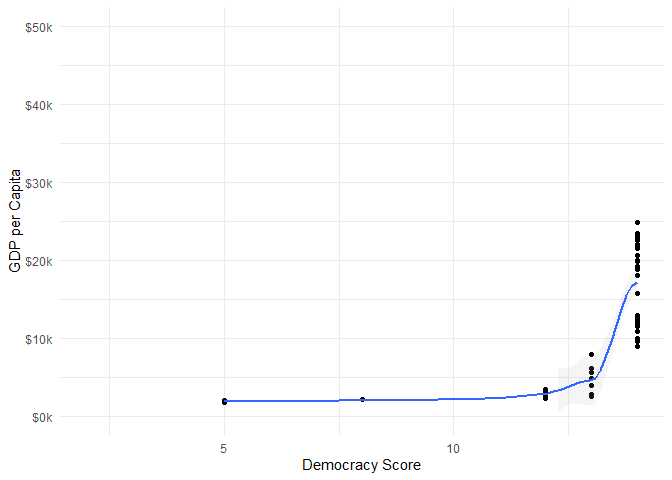 $50k
$40k
$30k
$20k
$10k
$0k
GDP per Capita
5
10
Democracy Score